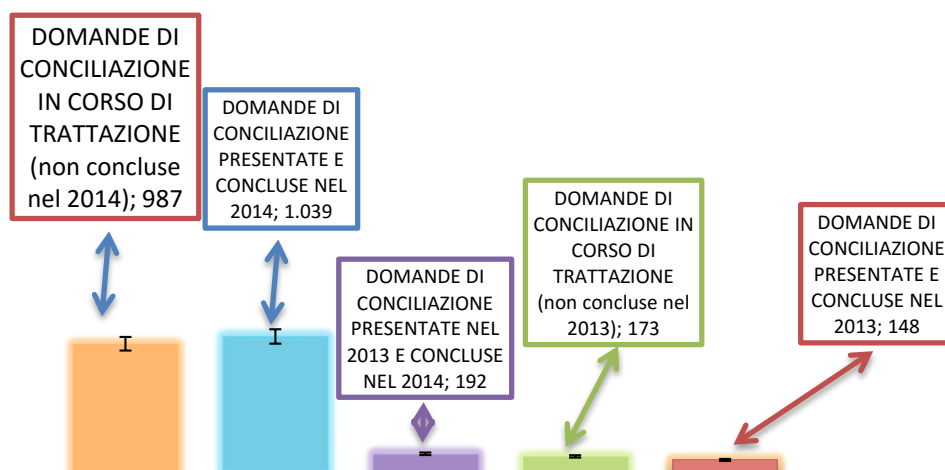 DOMANDE DI
CONCILIAZIONE
IN CORSO DI
TRATTAZIONE
(non concluse
nel 2014); 987
DOMANDE DI
CONCILIAZIONE
PRESENTATE E
CONCLUSE NEL
2014; 1.039
DOMANDE DI
CONCILIAZIONE
PRESENTATE NEL
2013 E CONCLUSE
NEL 2014; 192
DOMANDE DI
CONCILIAZIONE IN
CORSO DI
TRATTAZIONE
(non concluse nel
2013); 173
DOMANDE DI
CONCILIAZIONE
PRESENTATE E
CONCLUSE NEL
2013; 148